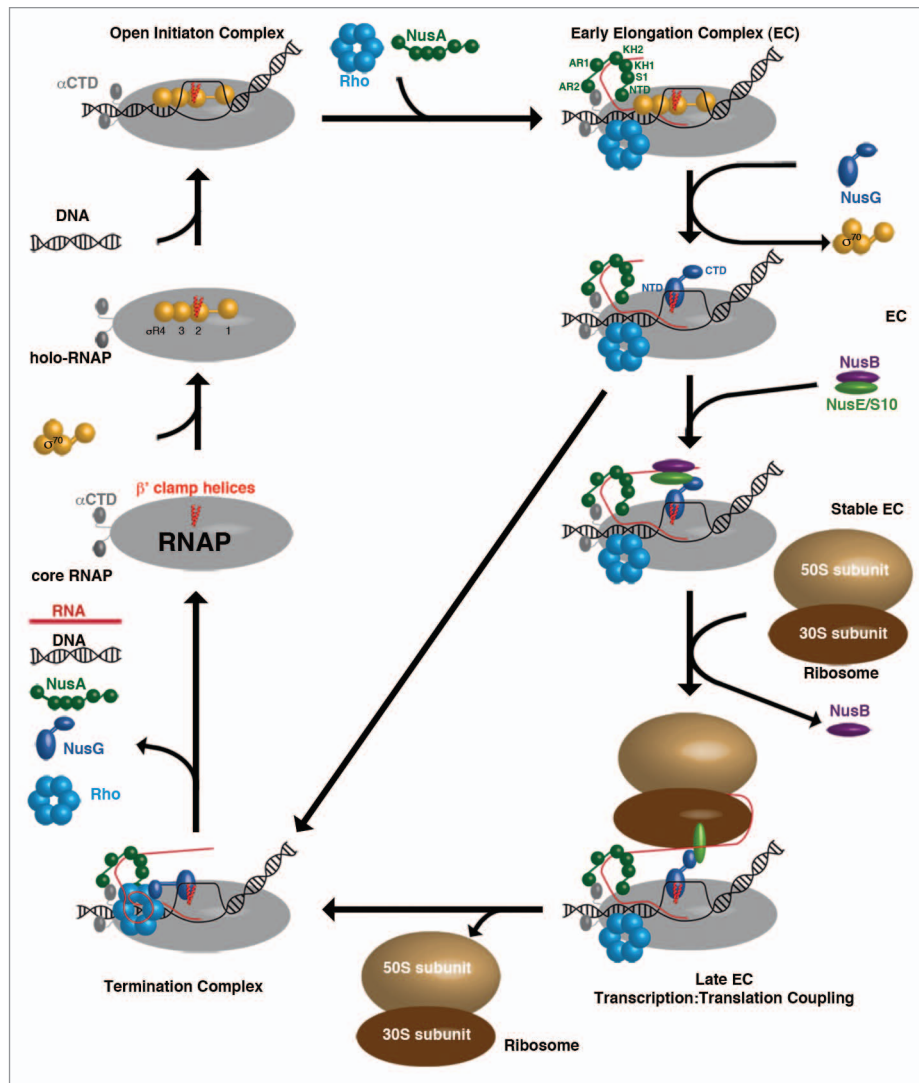 Open Initiaton Complex
αCTD
Rho
NusA
Early Elongation Complex (EC)
KH2
AR1
KH1
S1
AR2
NTD
NusG
σ70
DNA
CTD
NTD
EC
σR4 3 2 1
holo-RNAP
NusB
NusE/S10
σ70
β' clamp helices
αCTD
RNAP
core RNAP
Stable EC
50S subunit
30S subunit
Ribosome
NusB
RNA
DNA
NusA
NusG
Rho
Termination Complex
50S subunit
30S subunit
Ribosome
Late EC
Transcription:Translation Coupling